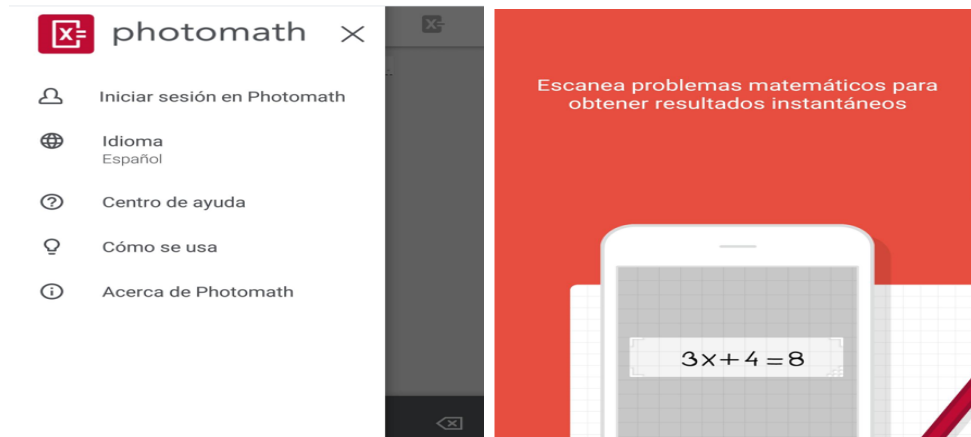 photomath
Iniciar sesión en Photomath
Idioma
Español
Centro de ayuda
Cómo se usa
Acerca de Photomath
Escanea problemas matemáticos para
obtener resultados instantáneos
3x+4=8